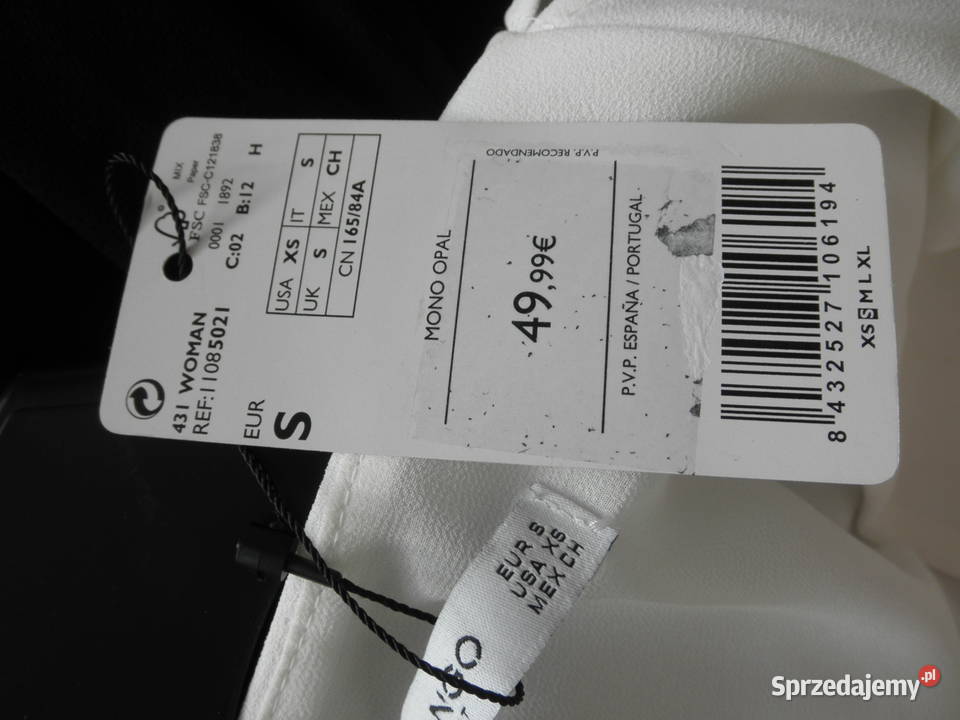 MIX
Paper
FSC FSC-C121838
0001 1892
C:02 B:12 H
431 WOMAN
REF:11085021
USA XS IT S
UK S MEX CH
CN 165/84A
EUR
S
MONO OPAL
P.V.P. RECOMENDADO
49,99€
P.V.P. ESPAÑA / PORTUGAL
8 432527 106194
XS S M L XL
EUR S
USA XS
MEX CH
NGO
Sprzedajemy.pl